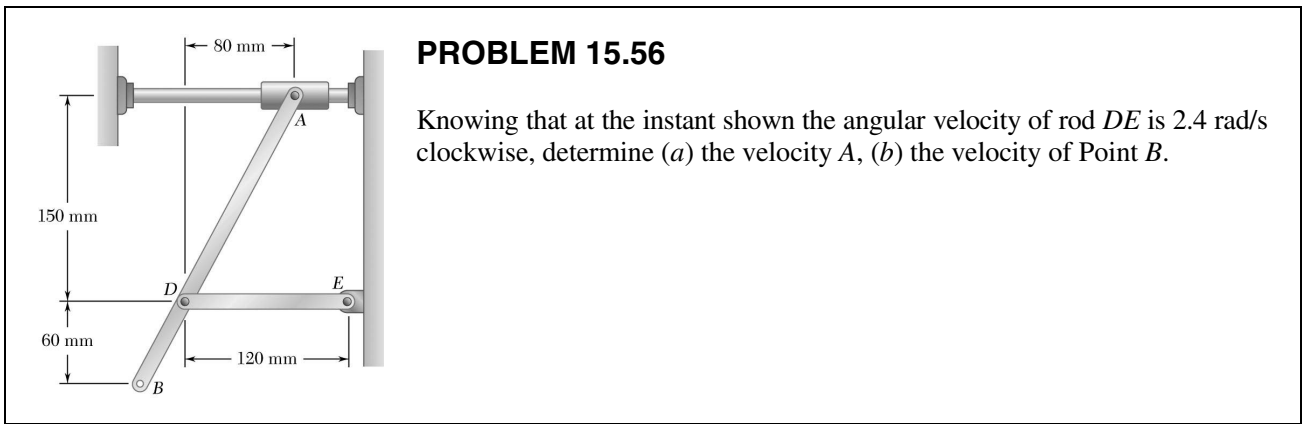 PROBLEM 15.56
Knowing that at the instant shown the angular velocity of rod DE is 2.4 rad/s
clockwise, determine (a) the velocity A, (b) the velocity of Point B.
80 mm
A
150 mm
D
E
60 mm
120 mm
B